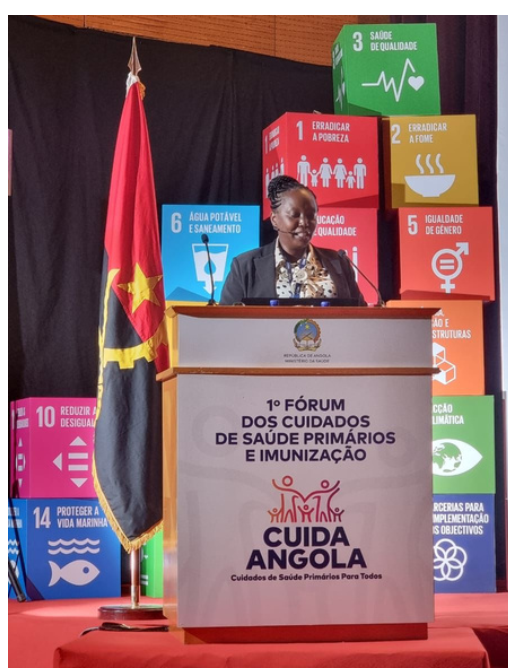 3 SAÚDE
DE QUALIDADE
1 ERRADICAR
A POBREZA
2 ERRADICAR
A FOME
6 ÁGUA POTÁVEL
E SANEAMENTO
QUALIDADE
5 IGUALDADE
DE GÉNERO
REPÚBLICA DE ANGOLA
MINISTÉRIO DA SAÚDE
1º FÓRUM
DOS CUIDADOS
DE SAÚDE PRIMÁRIOS
E IMUNIZAÇÃO
CUIDA
ANGOLA
Cuidados de Saúde Primários Para Todos
10 REDUZIR A
14 PROTEGER A
VIDA MARINHA